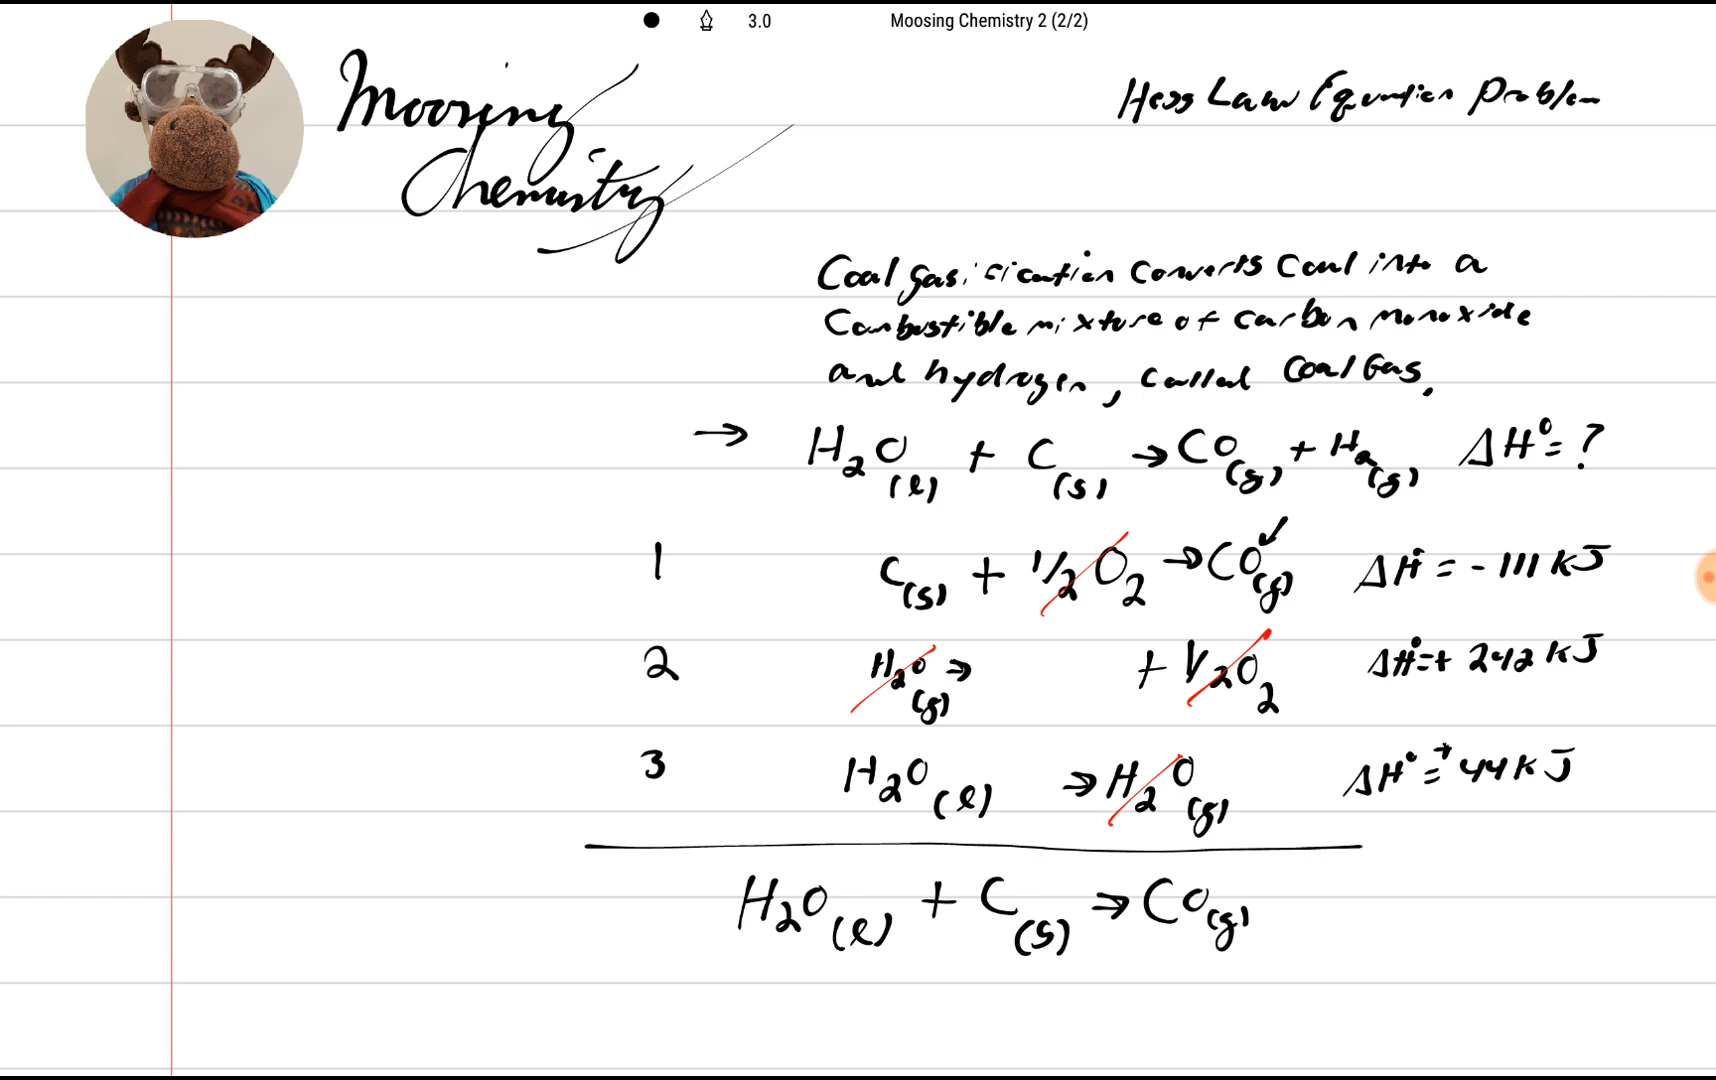 3.0 Moosing Chemistry 2 (2/2)
Moosing
Chemistry
Hess Law Equation Problem
Coal gasification converts coal into a
combustible mixture of carbon monoxide
and hydrogen, called Coal Gas.
→ H₂O(l) + C(s) → CO(g) + H₂(g) ΔH° = ?
1 C(s) + 1/2 O₂ → CO(g) ΔH° = - 111 kJ
2 H₂O(g) → + 1/2 O₂ ΔH° = + 242 kJ
3 H₂O(l) → H₂O(g) ΔH° = + 44 kJ
H₂O(l) + C(s) → CO(g)